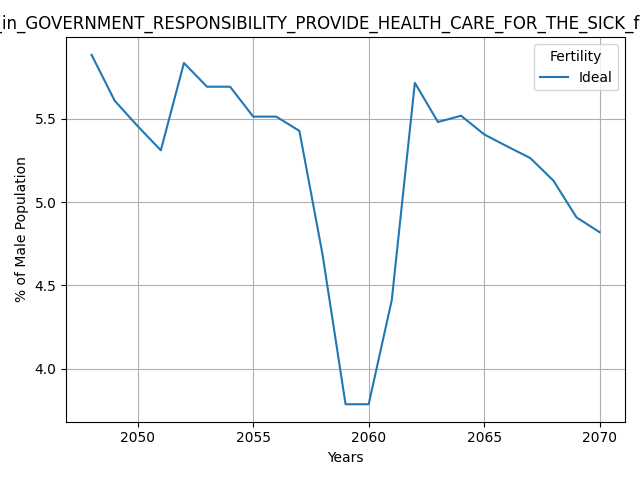 _in_GOVERNMENT_RESPONSIBILITY_PROVIDE_HEALTH_CARE_FOR_THE_SICK_f
Fertility
Ideal
5.5
5.0
4.5
4.0
% of Male Population
2050 2055 2060 2065 2070
Years